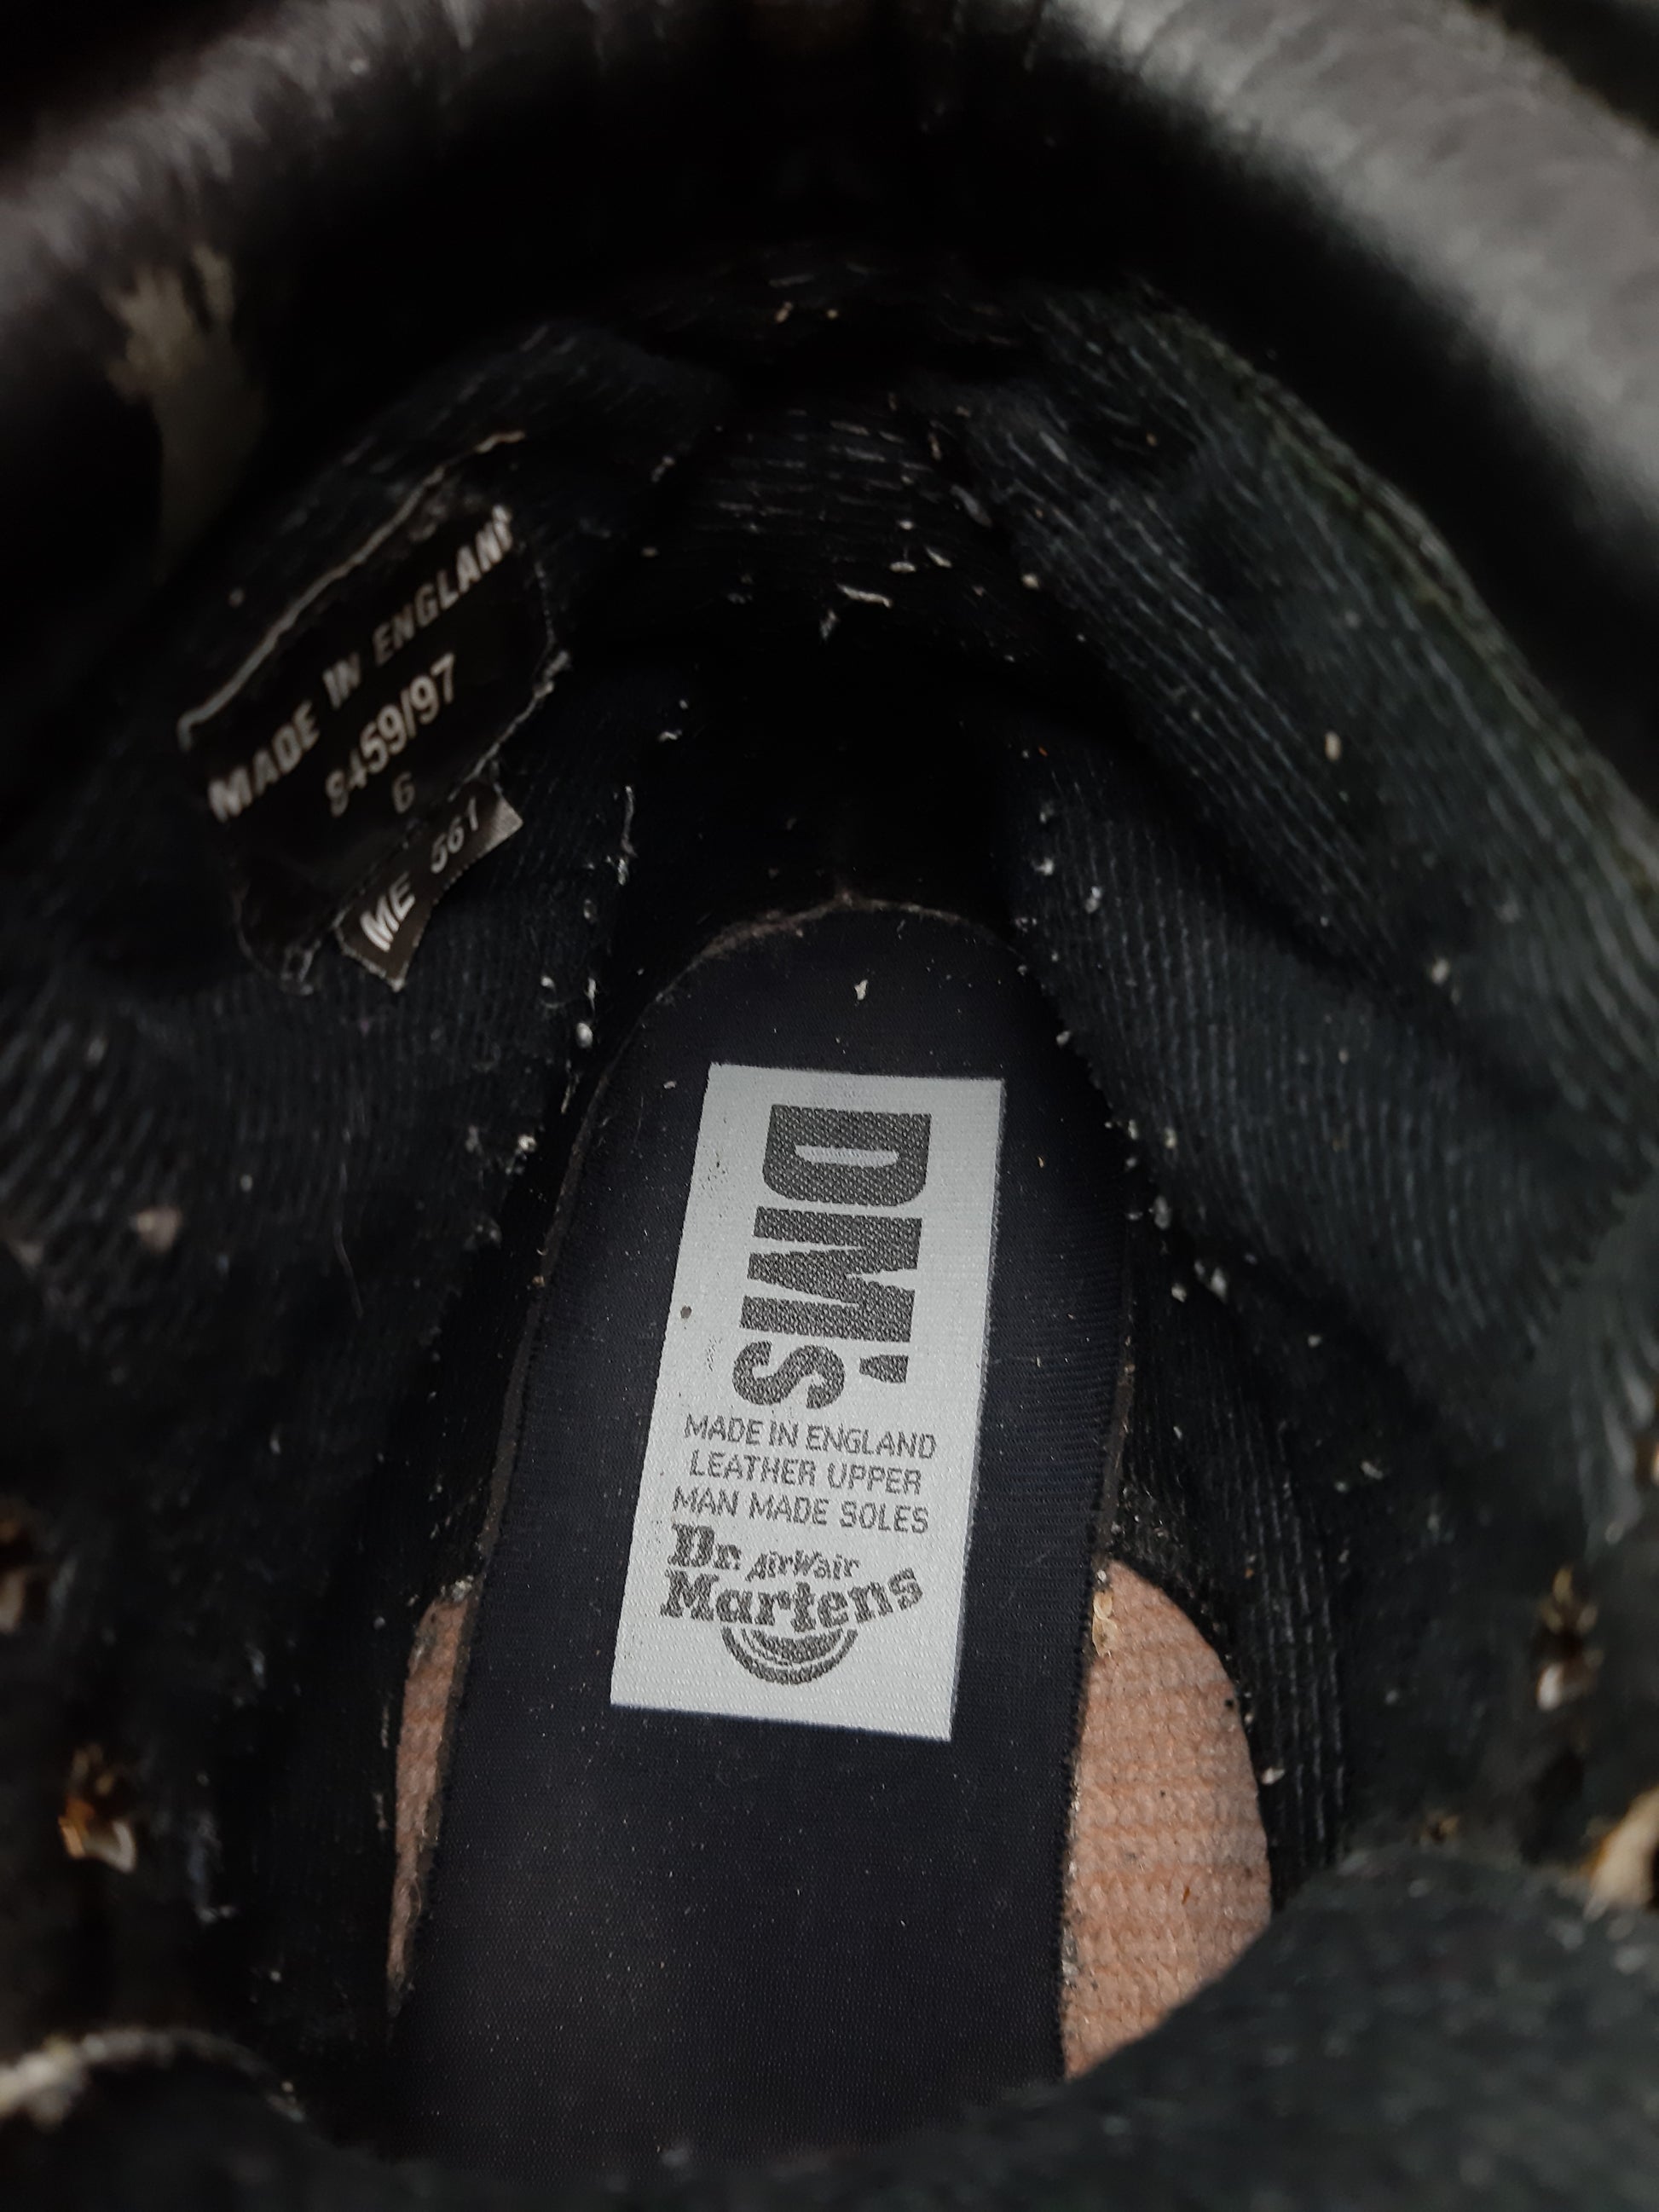 MADE IN ENGLAND
8459/97
6
ME 561
DM's
MADE IN ENGLAND
LEATHER UPPER
MAN MADE SOLES
Dr. AirWair
Martens